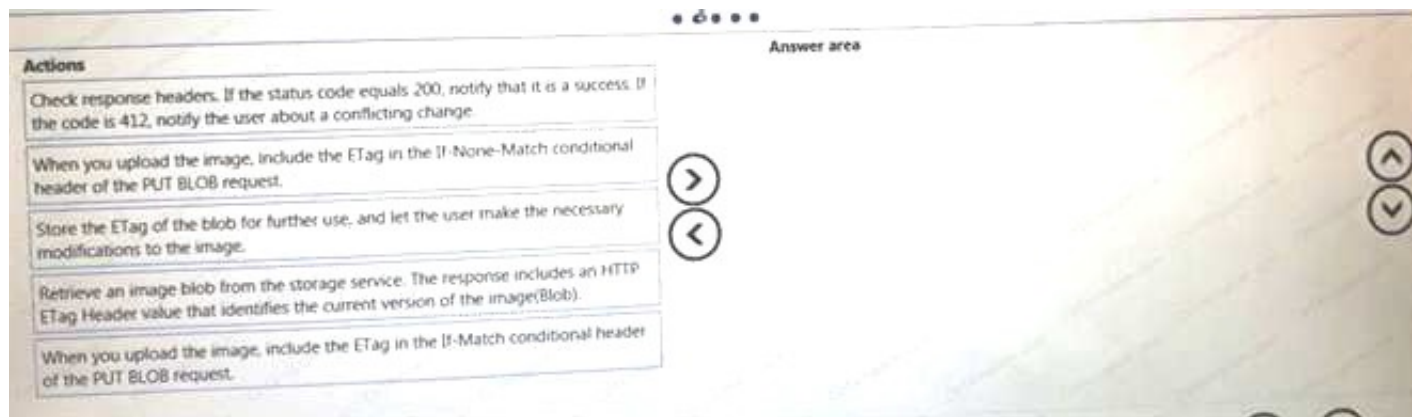 Actions
Answer area
Check response headers. If the status code equals 200, notify that it is a success. If
the code is 412, notify the user about a conflicting change
When you upload the image, include the ETag in the If-None-Match conditional
header of the PUT BLOB request.
Store the ETag of the blob for further use, and let the user make the necessary
modifications to the image.
Retrieve an image blob from the storage service. The response includes an HTTP
ETag Header value that identifies the current version of the image(Blob).
When you upload the image, include the ETag in the If-Match conditional header
of the PUT BLOB request.